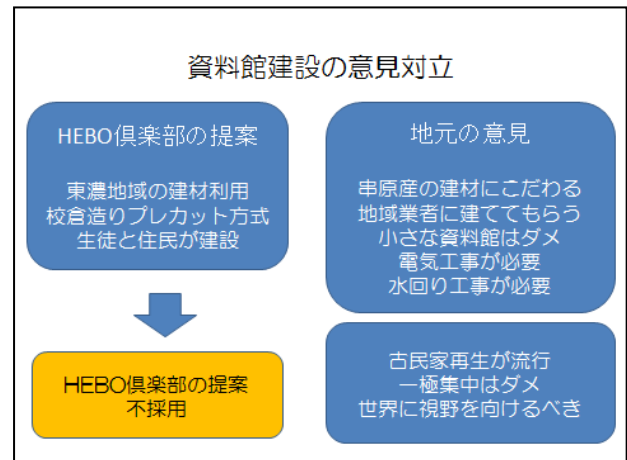 資料館建設の意見対立
HEBO倶楽部の提案
東濃地域の建材利用
校倉造りプレカット方式
生徒と住民が建設
HEBO倶楽部の提案
不採用
地元の意見
串原産の建材にこだわる
地域業者に建ててもらう
小さな資料館はダメ
電気工事が必要
水回り工事が必要
古民家再生が流行
一極集中はダメ
世界に視野を向けるべき